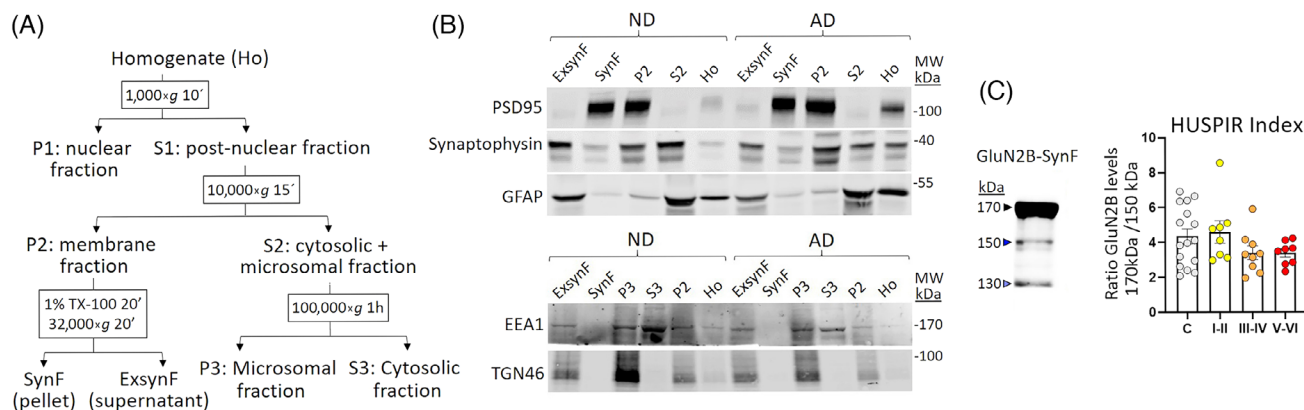 (A)
Homogenate (Ho)
1,000×g 10´
P1: nuclear
fraction
S1: post-nuclear fraction
10,000×g 15´
P2: membrane
fraction
S2: cytosolic +
microsomal fraction
1% TX-100 20′
32,000×g 20′
100,000×g 1h
SynF
(pellet)
ExsynF
(supernatant)
P3: Microsomal
fraction
S3: Cytosolic
fraction
(B)
ND
AD
ExsynF
SynF
P2
S2
Ho
ExsynF
SynF
P2
S2
Ho
MW
kDa
PSD95
-100
Synaptophysin
-40
GFAP
-55
ND
AD
ExsynF
SynF
P3
S3
P2
Ho
ExsynF
SynF
P3
S3
P2
Ho
MW
kDa
EEA1
-170
TGN46
-100
(C)
GluN2B-SynF
kDa
170
150
130
HUSPIR Index
Ratio GluN2B levels
170kDa /150 kDa
10
8
6
4
2
0
C
I-II
III-IV
V-VI